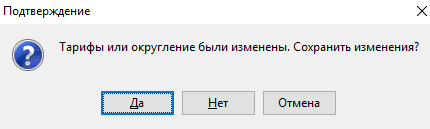 Подтверждение
Тарифы или округление были изменены. Сохранить изменения?
Да
Нет
Отмена